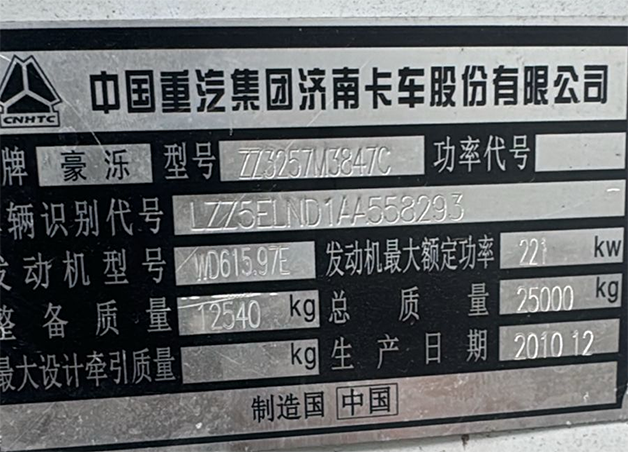 CNHTC 中国重汽集团济南卡车股份有限公司
牌 豪泺 型号 ZZ3257M3847C 功率代号
车辆识别代号 LZZ5ELND1AA558293
发动机型号 WD615.97E 发动机最大额定功率 221 kw
整备质量 12540 kg 总质量 25000 kg
最大设计牵引质量 kg 生产日期 2010 12
制造国 中国